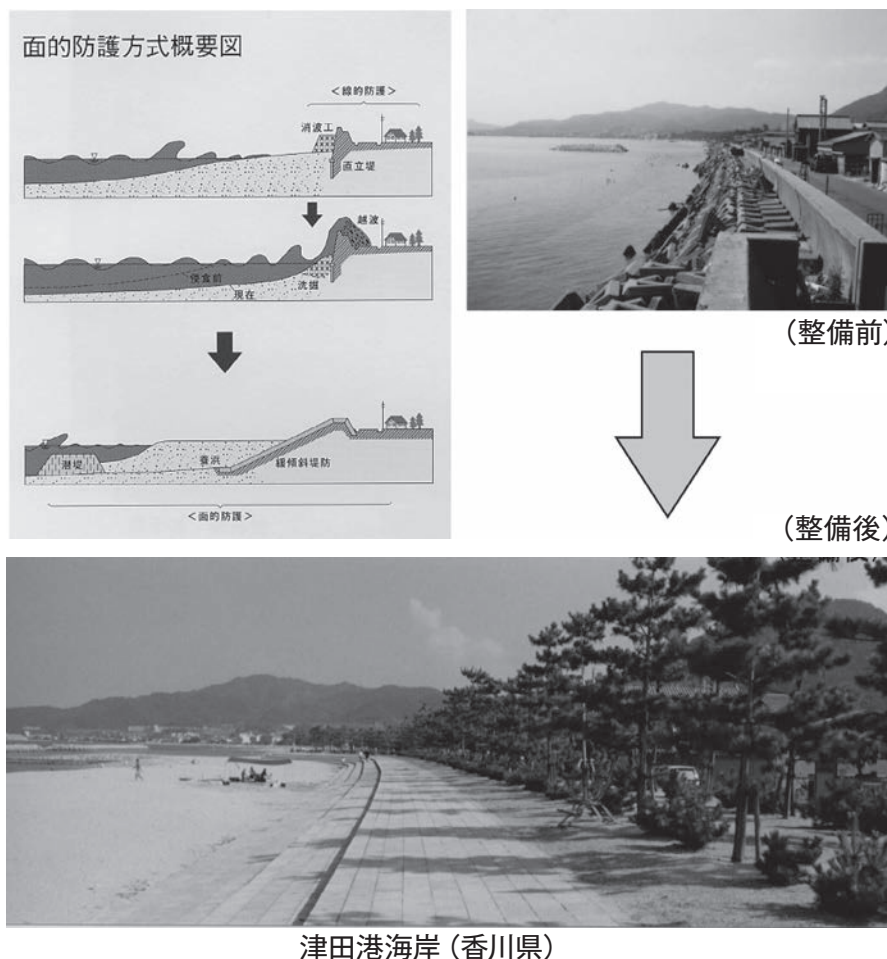 面的防護方式概要図
＜線的防護＞
消波工
直立堤
越波
侵食前
現在
洗掘
潜堤
養浜
緩傾斜堤防
＜面的防護＞
（整備前）
（整備後）
津田港海岸（香川県）